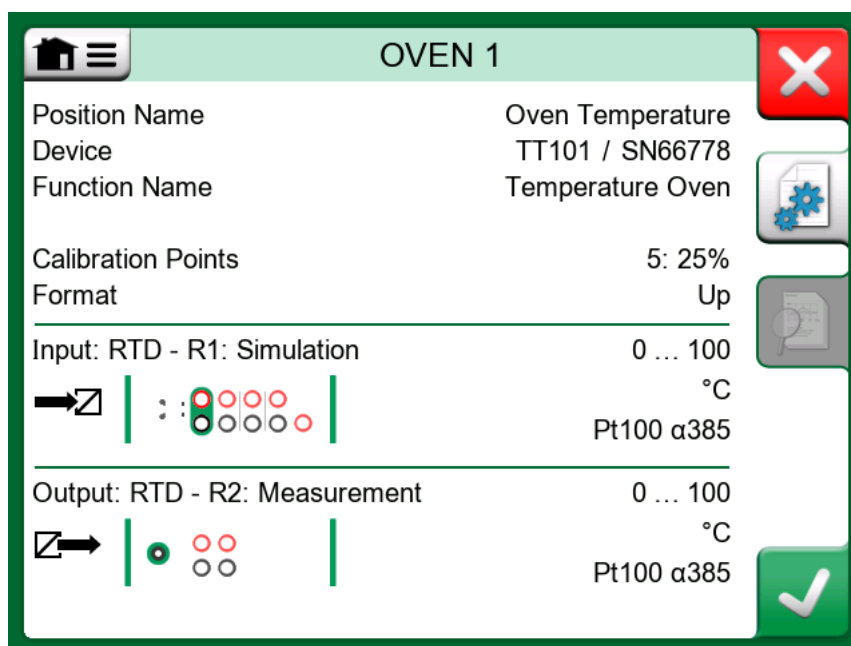 OVEN 1
Position Name Oven Temperature
Device TT101 / SN66778
Function Name Temperature Oven
Calibration Points 5: 25%
Format Up
Input: RTD - R1: Simulation 0 ... 100
°C
Pt100 α385
Output: RTD - R2: Measurement 0 ... 100
°C
Pt100 α385